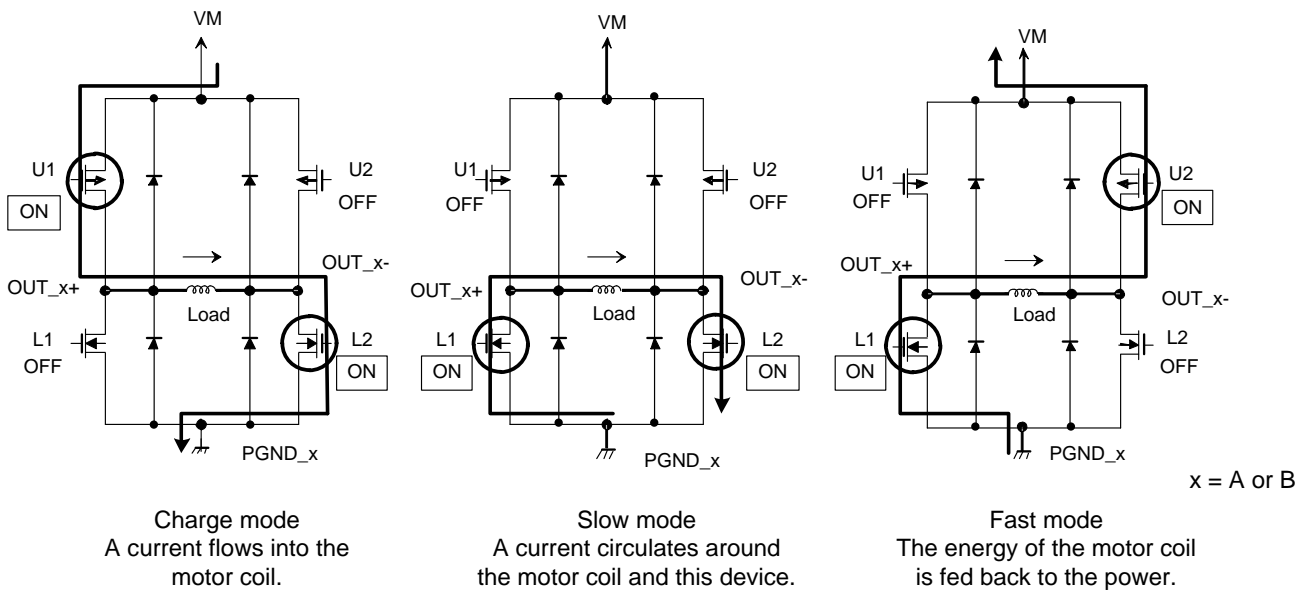 VM
U1
ON
U2
OFF
OUT_x-
OUT_x+
Load
L1
OFF
L2
ON
PGND_x
Charge mode
A current flows into the
motor coil.
VM
U1
OFF
U2
OFF
OUT_x+
OUT_x-
Load
L1
ON
L2
ON
PGND_x
Slow mode
A current circulates around
the motor coil and this device.
VM
U1
OFF
U2
ON
OUT_x+
OUT_x-
Load
L1
ON
L2
OFF
PGND_x
x = A or B
Fast mode
The energy of the motor coil
is fed back to the power.